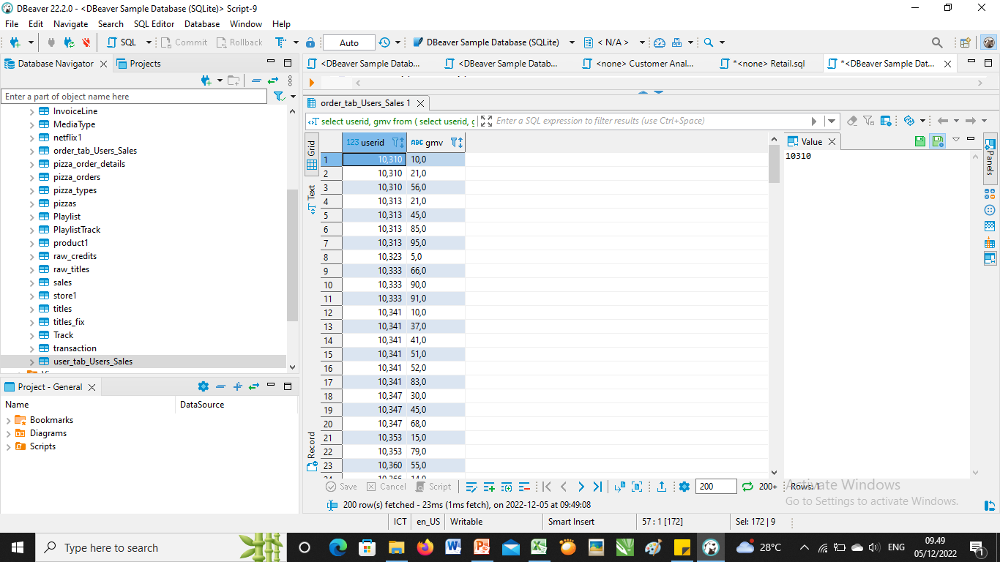 DBeaver 22.2.0 - <DBeaver Sample Database (SQLite)> Script-9
File Edit Navigate Search SQL Editor Database Window Help
SQL Commit Rollback Auto DBeaver Sample Database (SQLite) < N/A >
Database Navigator Projects
<DBeaver Sample Datab... <DBeaver Sample Datab... <none> Customer Anal... *<none> Retail.sql *<DBeaver Sample Dat...
Enter a part of object name here
InvoiceLine
MediaType
netflix1
order_tab_Users_Sales
pizza_order_details
pizza_orders
pizza_types
pizzas
Playlist
PlaylistTrack
product1
raw_credits
raw_titles
sales
store1
titles
titles_fix
Track
transaction
user_tab_Users_Sales
Project - General
Name DataSource
Bookmarks
Diagrams
Scripts
order_tab_Users_Sales 1
select userid, gmv from ( select userid, g Enter a SQL expression to filter results (use Ctrl+Space)
Grid
Text
Record
123 userid ABC gmv
1 10,310 10,0
2 10,310 21,0
3 10,310 56,0
4 10,313 21,0
5 10,313 45,0
6 10,313 85,0
7 10,313 95,0
8 10,323 5,0
9 10,333 66,0
10 10,333 90,0
11 10,333 91,0
12 10,341 10,0
13 10,341 37,0
14 10,341 41,0
15 10,341 51,0
16 10,341 52,0
17 10,341 83,0
18 10,347 30,0
19 10,347 45,0
20 10,347 68,0
21 10,353 15,0
22 10,353 79,0
23 10,360 55,0
Value
10310
Panels
Save Cancel Script 200 200+ Rows: 1
Activate Windows
Go to Settings to activate Windows.
200 row(s) fetched - 23ms (1ms fetch), on 2022-12-05 at 09:49:08
ICT en_US Writable Smart Insert 57 : 1 [172] Sel: 172 | 9
Type here to search
28°C ENG
09.49
05/12/2022
1